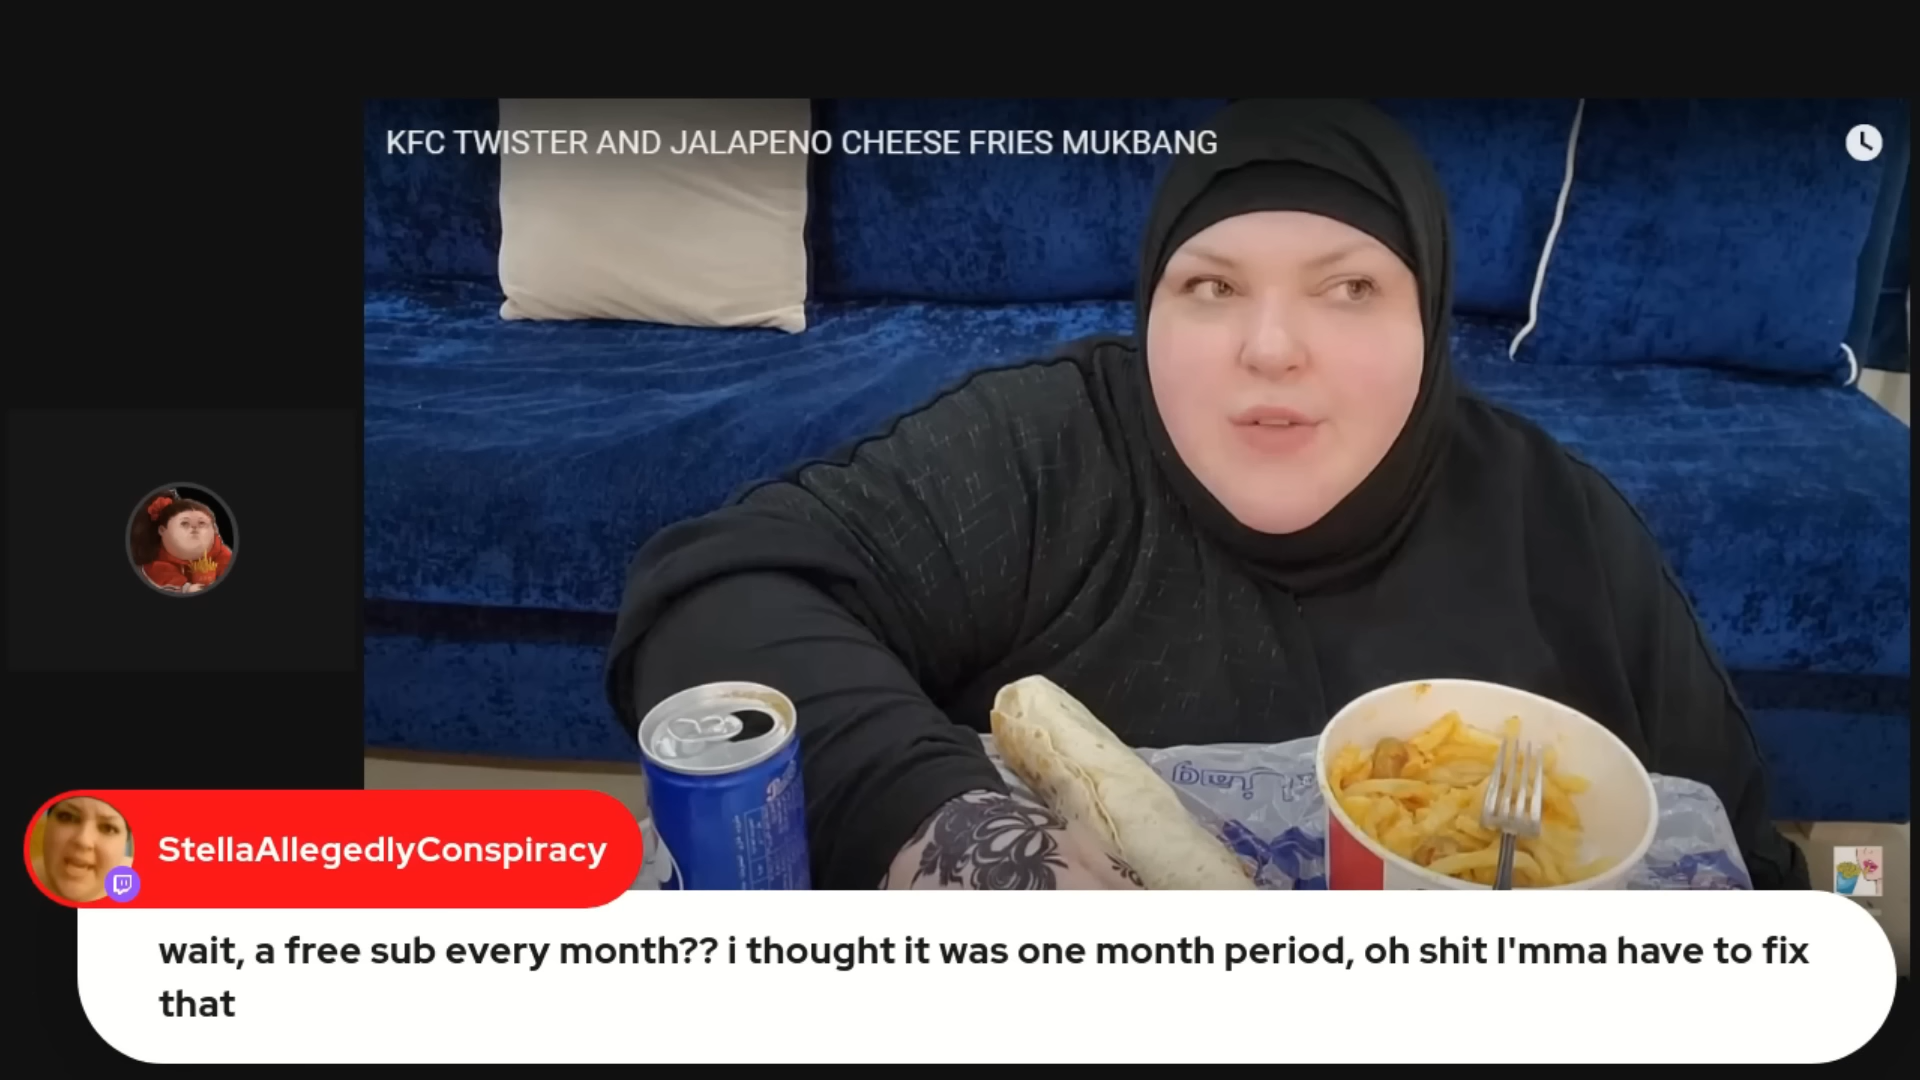 KFC TWISTER AND JALAPENO CHEESE FRIES MUKBANG
StellaAllegedlyConspiracy
wait, a free sub every month?? i thought it was one month period, oh shit I'mma have to fix
that